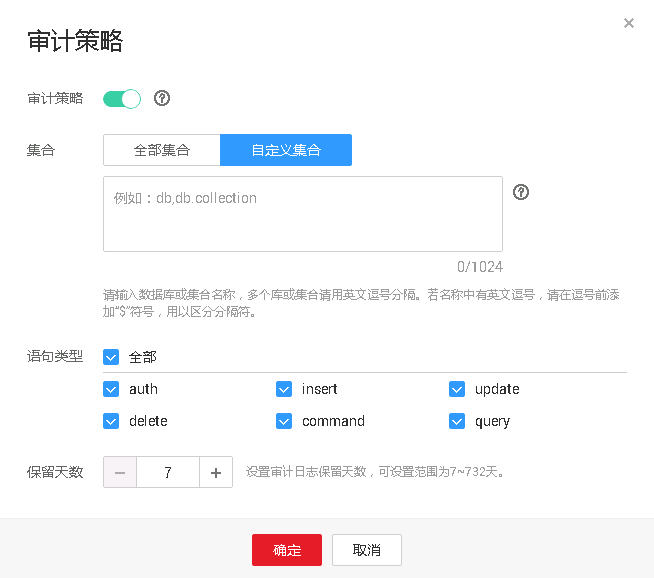 审计策略
审计策略
集合 全部集合 自定义集合
例如：db,db.collection
0/1024
请输入数据库或集合名称，多个库或集合请用英文逗号分隔。若名称中有英文逗号，请在逗号前添
加“$”符号，用以区分分隔符。
语句类型 全部
auth insert update
delete command query
保留天数 7 设置审计日志保留天数，可设置范围为7~732天。
确定 取消